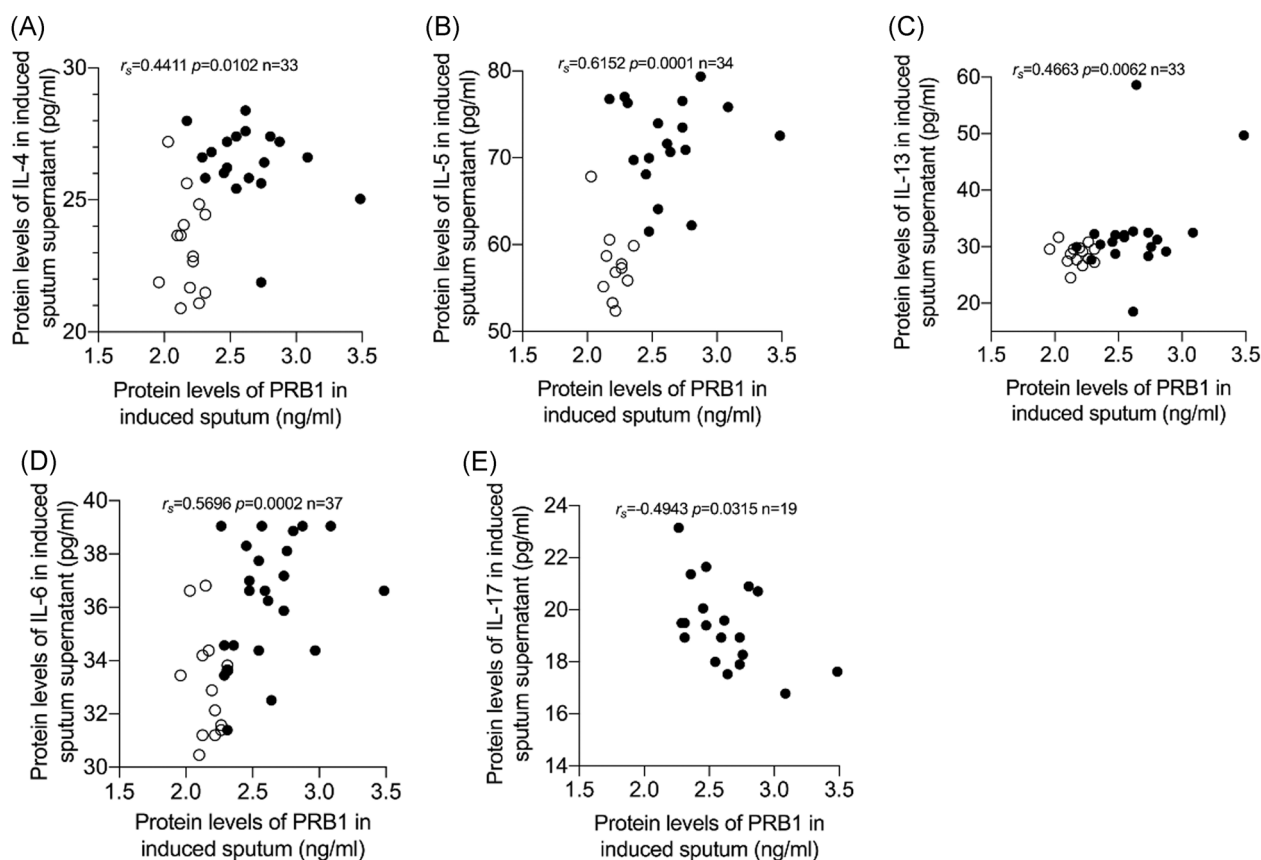 (A)
Protein levels of IL-4 in induced
sputum supernatant (pg/ml)
rs=0.4411 p=0.0102 n=33
30
25
20
1.5 2.0 2.5 3.0 3.5
Protein levels of PRB1 in
induced sputum (ng/ml)
(B)
Protein levels of IL-5 in induced
sputum supernatant (pg/ml)
rs=0.6152 p=0.0001 n=34
80
70
60
50
1.5 2.0 2.5 3.0 3.5
Protein levels of PRB1 in
induced sputum (ng/ml)
(C)
Protein levels of IL-13 in induced
sputum supernatant (pg/ml)
rs=0.4663 p=0.0062 n=33
60
50
40
30
20
1.5 2.0 2.5 3.0 3.5
Protein levels of PRB1 in
induced sputum (ng/ml)
(D)
Protein levels of IL-6 in induced
sputum supernatant (pg/ml)
rs=0.5696 p=0.0002 n=37
40
38
36
34
32
30
1.5 2.0 2.5 3.0 3.5
Protein levels of PRB1 in
induced sputum (ng/ml)
(E)
Protein levels of IL-17 in induced
sputum supernatant (pg/ml)
rs=-0.4943 p=0.0315 n=19
24
22
20
18
16
14
1.5 2.0 2.5 3.0 3.5
Protein levels of PRB1 in
induced sputum (ng/ml)